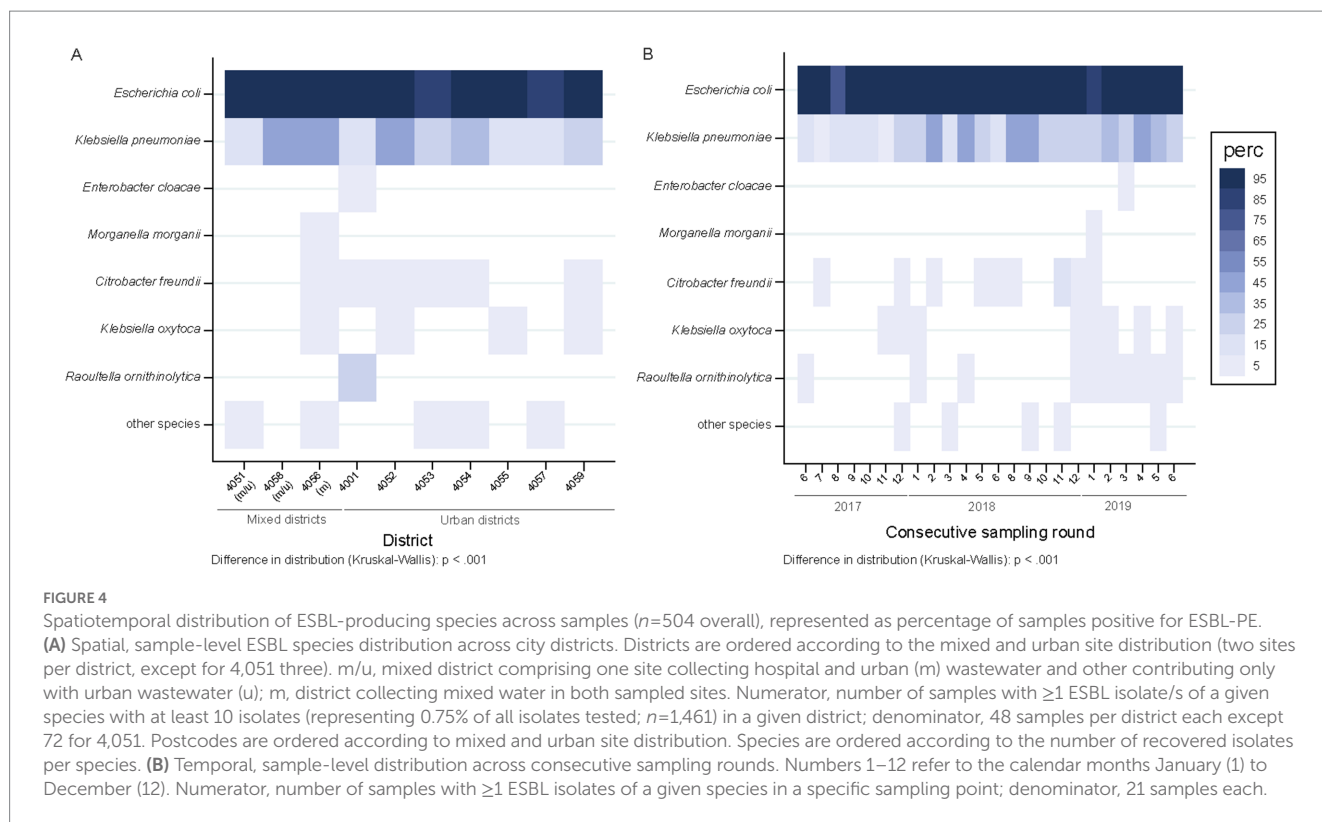 A
Escherichia coli
Klebsiella pneumoniae
Enterobacter cloacae
Morganella morganii
Citrobacter freundii
Klebsiella oxytoca
Raoultella ornithinolytica
other species
4051 (m/u)
4058 (m/u)
4056 (m)
4001
4052
4053
4054
4055
4057
4059
Mixed districts
Urban districts
District
Difference in distribution (Kruskal-Wallis): p < .001
B
Escherichia coli
Klebsiella pneumoniae
Enterobacter cloacae
Morganella morganii
Citrobacter freundii
Klebsiella oxytoca
Raoultella ornithinolytica
other species
6 7 8 9 10 11 12 1 2 3 4 5 6 8 9 10 11 12 1 2 3 4 5 6
2017 2018 2019
Consecutive sampling round
Difference in distribution (Kruskal-Wallis): p < .001
perc
95
85
75
65
55
45
35
25
15
5
FIGURE 4
Spatiotemporal distribution of ESBL-producing species across samples (n=504 overall), represented as percentage of samples positive for ESBL-PE.
(A) Spatial, sample-level ESBL species distribution across city districts. Districts are ordered according to the mixed and urban site distribution (two sites
per district, except for 4,051 three). m/u, mixed district comprising one site collecting hospital and urban (m) wastewater and other contributing only
with urban wastewater (u); m, district collecting mixed water in both sampled sites. Numerator, number of samples with ≥1 ESBL isolate/s of a given
species with at least 10 isolates (representing 0.75% of all isolates tested; n=1,461) in a given district; denominator, 48 samples per district each except
72 for 4,051. Postcodes are ordered according to mixed and urban site distribution. Species are ordered according to the number of recovered isolates
per species. (B) Temporal, sample-level distribution across consecutive sampling rounds. Numbers 1–12 refer to the calendar months January (1) to
December (12). Numerator, number of samples with ≥1 ESBL isolates of a given species in a specific sampling point; denominator, 21 samples each.